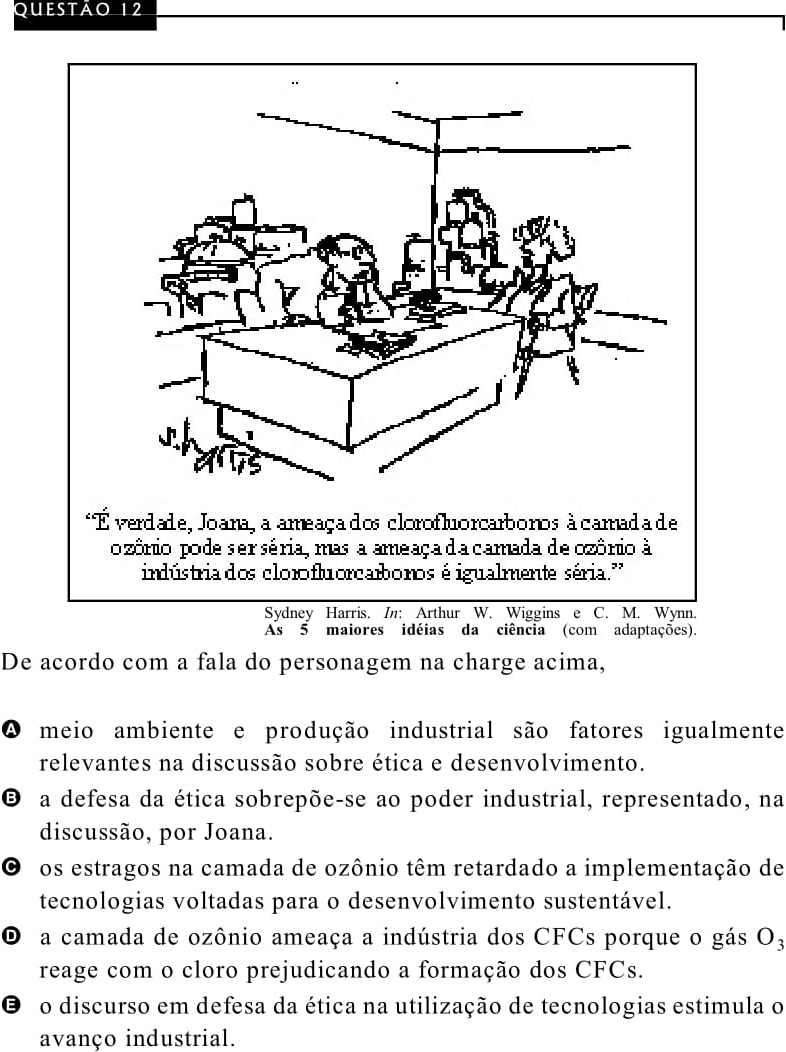 QUESTÃO 12
“É verdade, Joana, a ameaça dos clorofluorcarbonos à camada de
ozônio pode ser séria, mas a ameaça da camada de ozônio à
indústria dos clorofluorcarbonos é igualmente séria.”
Sydney Harris. In: Arthur W. Wiggins e C. M. Wynn.
As 5 maiores idéias da ciência (com adaptações).
De acordo com a fala do personagem na charge acima,
A meio ambiente e produção industrial são fatores igualmente
relevantes na discussão sobre ética e desenvolvimento.
B a defesa da ética sobrepõe-se ao poder industrial, representado, na
discussão, por Joana.
C os estragos na camada de ozônio têm retardado a implementação de
tecnologias voltadas para o desenvolvimento sustentável.
D a camada de ozônio ameaça a indústria dos CFCs porque o gás O₃
reage com o cloro prejudicando a formação dos CFCs.
E o discurso em defesa da ética na utilização de tecnologias estimula o
avanço industrial.